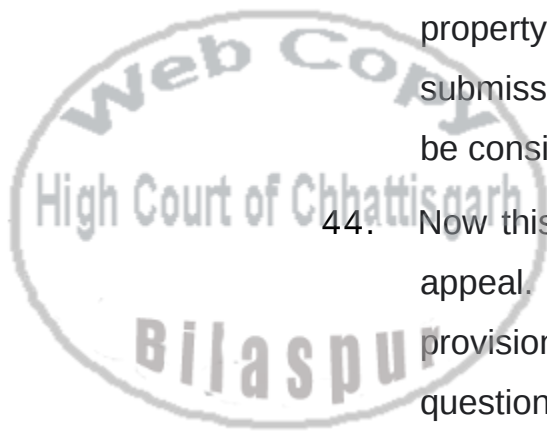 property
submiss
be consi
44. Now this
appeal.
provision
question
Web Copy
High Court of Chhattisgarh
Bilaspur